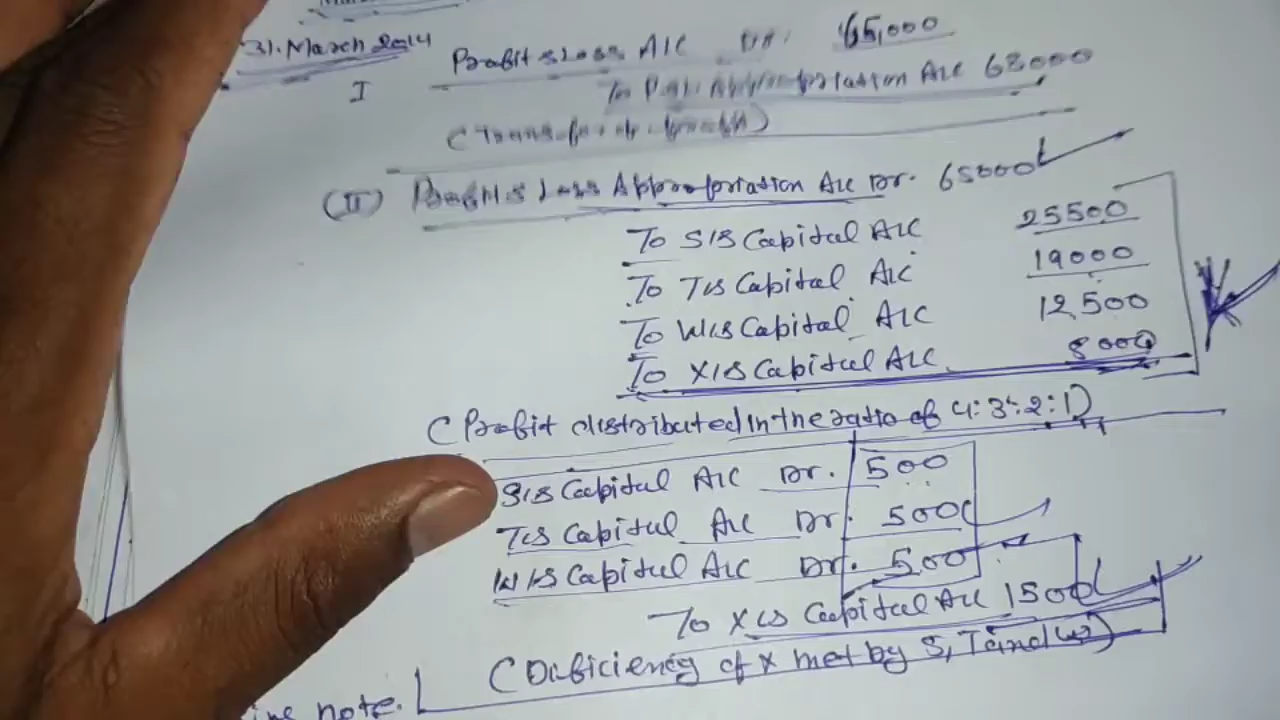 31. March 2014
I Profit & Loss A/C Dr. 65,000
To P&L Appropriation A/C 65000
(Transfer of
(II) Profit & Loss Appropriation A/C Dr. 65000
To S's Capital A/C 25500
To T's Capital A/C 19000
To W's Capital A/C 12,500
To X's Capital A/C 8000
(Profit distributed in the ratio of 4:3:2:1)
S's Capital A/C Dr. 500
T's Capital A/C Dr. 500
W's Capital A/C Dr. 500
To X's Capital A/C 1500
(Deficiency of X met by S, T and W)
note.